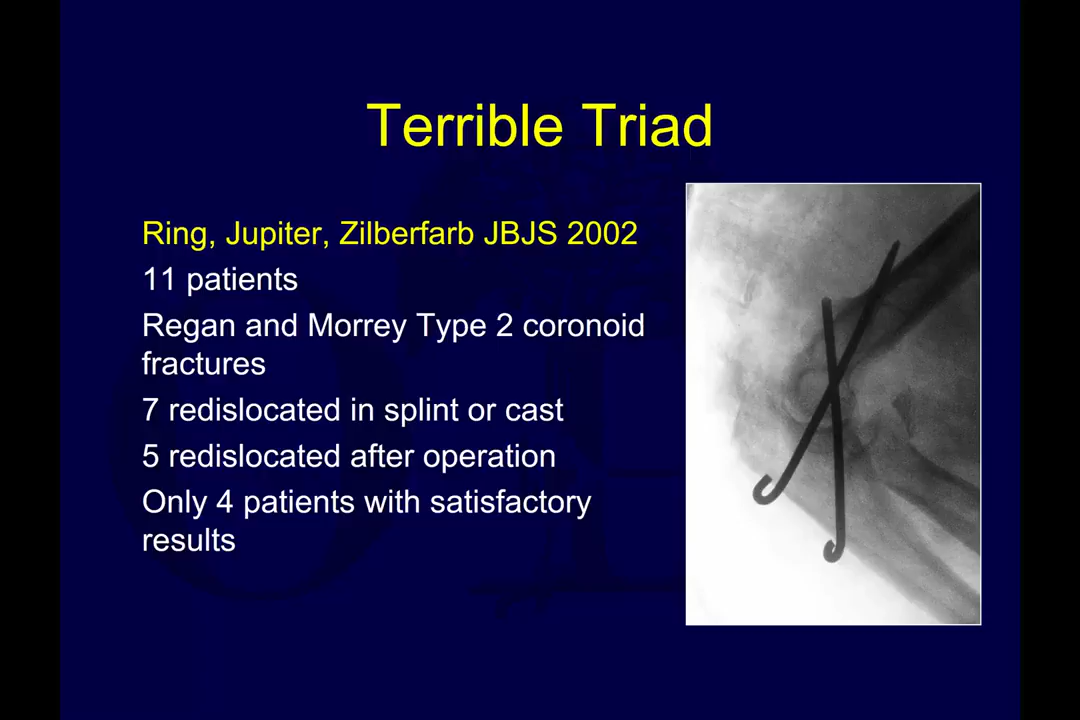 Terrible Triad
Ring, Jupiter, Zilberfarb JBJS 2002
11 patients
Regan and Morrey Type 2 coronoid
fractures
7 redislocated in splint or cast
5 redislocated after operation
Only 4 patients with satisfactory
results